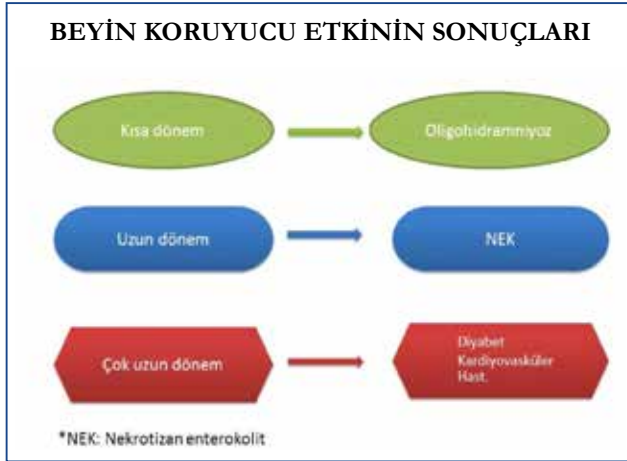 BEYİN KORUYUCU ETKİNİN SONUÇLARI
Kısa dönem
Oligohidramniyoz
Uzun dönem
NEK
Çok uzun dönem
Diyabet
Kardiyovasküler
Hast.
*NEK: Nekrotizan enterokolit